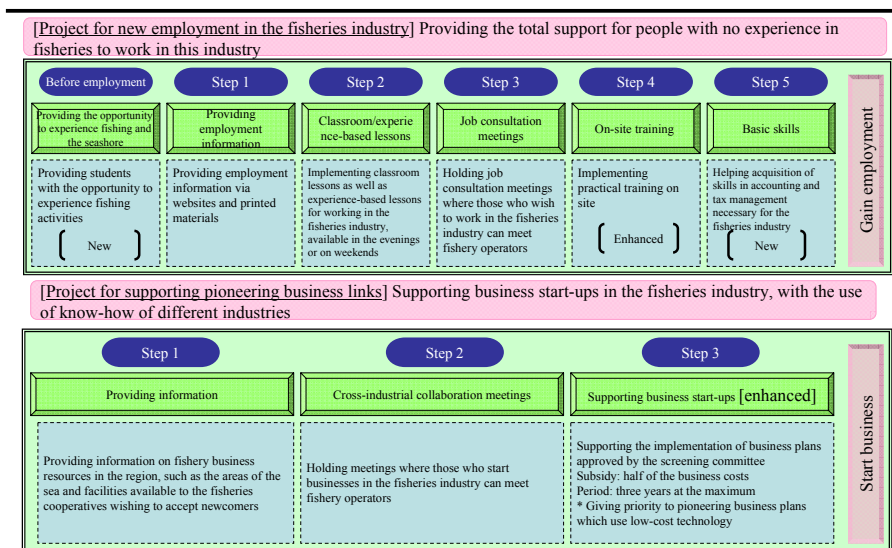 [Project for new employment in the fisheries industry] Providing the total support for people with no experience in
fisheries to work in this industry
Before employment
Step 1
Step 2
Step 3
Step 4
Step 5
Providing the opportunity
to experience fishing and
the seashore
Providing
employment
information
Classroom/experie
nce-based lessons
Job consultation
meetings
On-site training
Basic skills
Providing students
with the opportunity to
experience fishing
activities
New
Providing employment
information via
websites and printed
materials
Implementing classroom
lessons as well as
experience-based lessons
for working in the
fisheries industry,
available in the evenings
or on weekends
Holding job
consultation meetings
where those who wish
to work in the fisheries
industry can meet
fishery operators
Implementing
practical training on
site
Enhanced
Helping acquisition of
skills in accounting and
tax management
necessary for the
fisheries industry
New
Gain employment
[Project for supporting pioneering business links] Supporting business start-ups in the fisheries industry, with the use
of know-how of different industries
Step 1
Step 2
Step 3
Providing information
Cross-industrial collaboration meetings
Supporting business start-ups [enhanced]
Providing information on fishery business
resources in the region, such as the areas of the
sea and facilities available to the fisheries
cooperatives wishing to accept newcomers
Holding meetings where those who start
businesses in the fisheries industry can meet
fishery operators
Supporting the implementation of business plans
approved by the screening committee
Subsidy: half of the business costs
Period: three years at the maximum
* Giving priority to pioneering business plans
which use low-cost technology
Start business